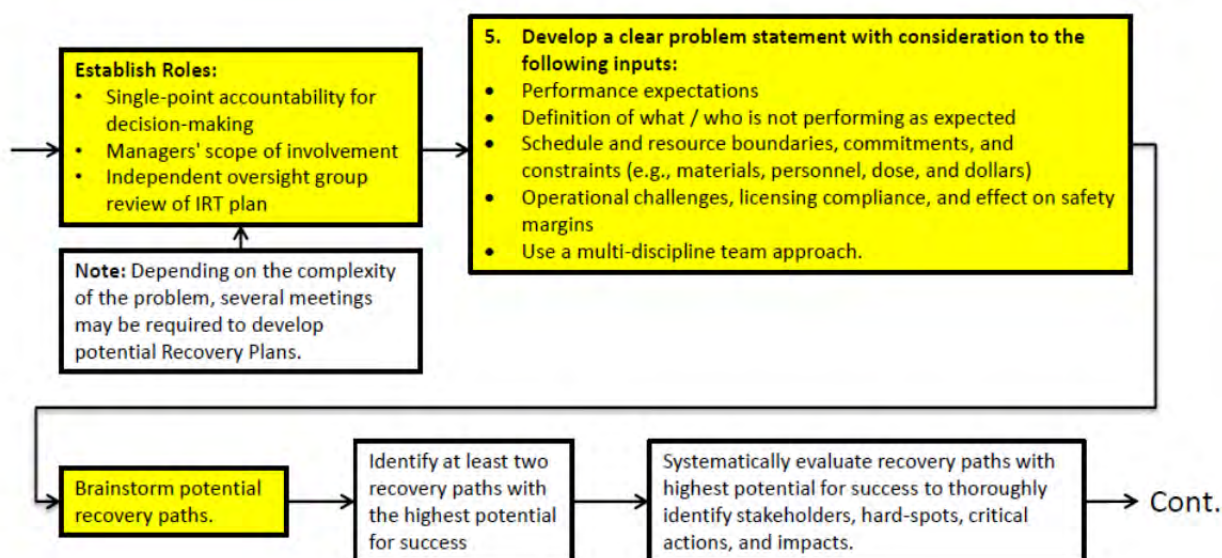 Establish Roles:
• Single-point accountability for
decision-making
• Managers' scope of involvement
• Independent oversight group
review of IRT plan
Note: Depending on the complexity
of the problem, several meetings
may be required to develop
potential Recovery Plans.
5. Develop a clear problem statement with consideration to the
following inputs:
• Performance expectations
• Definition of what / who is not performing as expected
• Schedule and resource boundaries, commitments, and
constraints (e.g., materials, personnel, dose, and dollars)
• Operational challenges, licensing compliance, and effect on safety
margins
• Use a multi-discipline team approach.
Brainstorm potential
recovery paths.
Identify at least two
recovery paths with
the highest potential
for success
Systematically evaluate recovery paths with
highest potential for success to thoroughly
identify stakeholders, hard-spots, critical
actions, and impacts.
Cont.